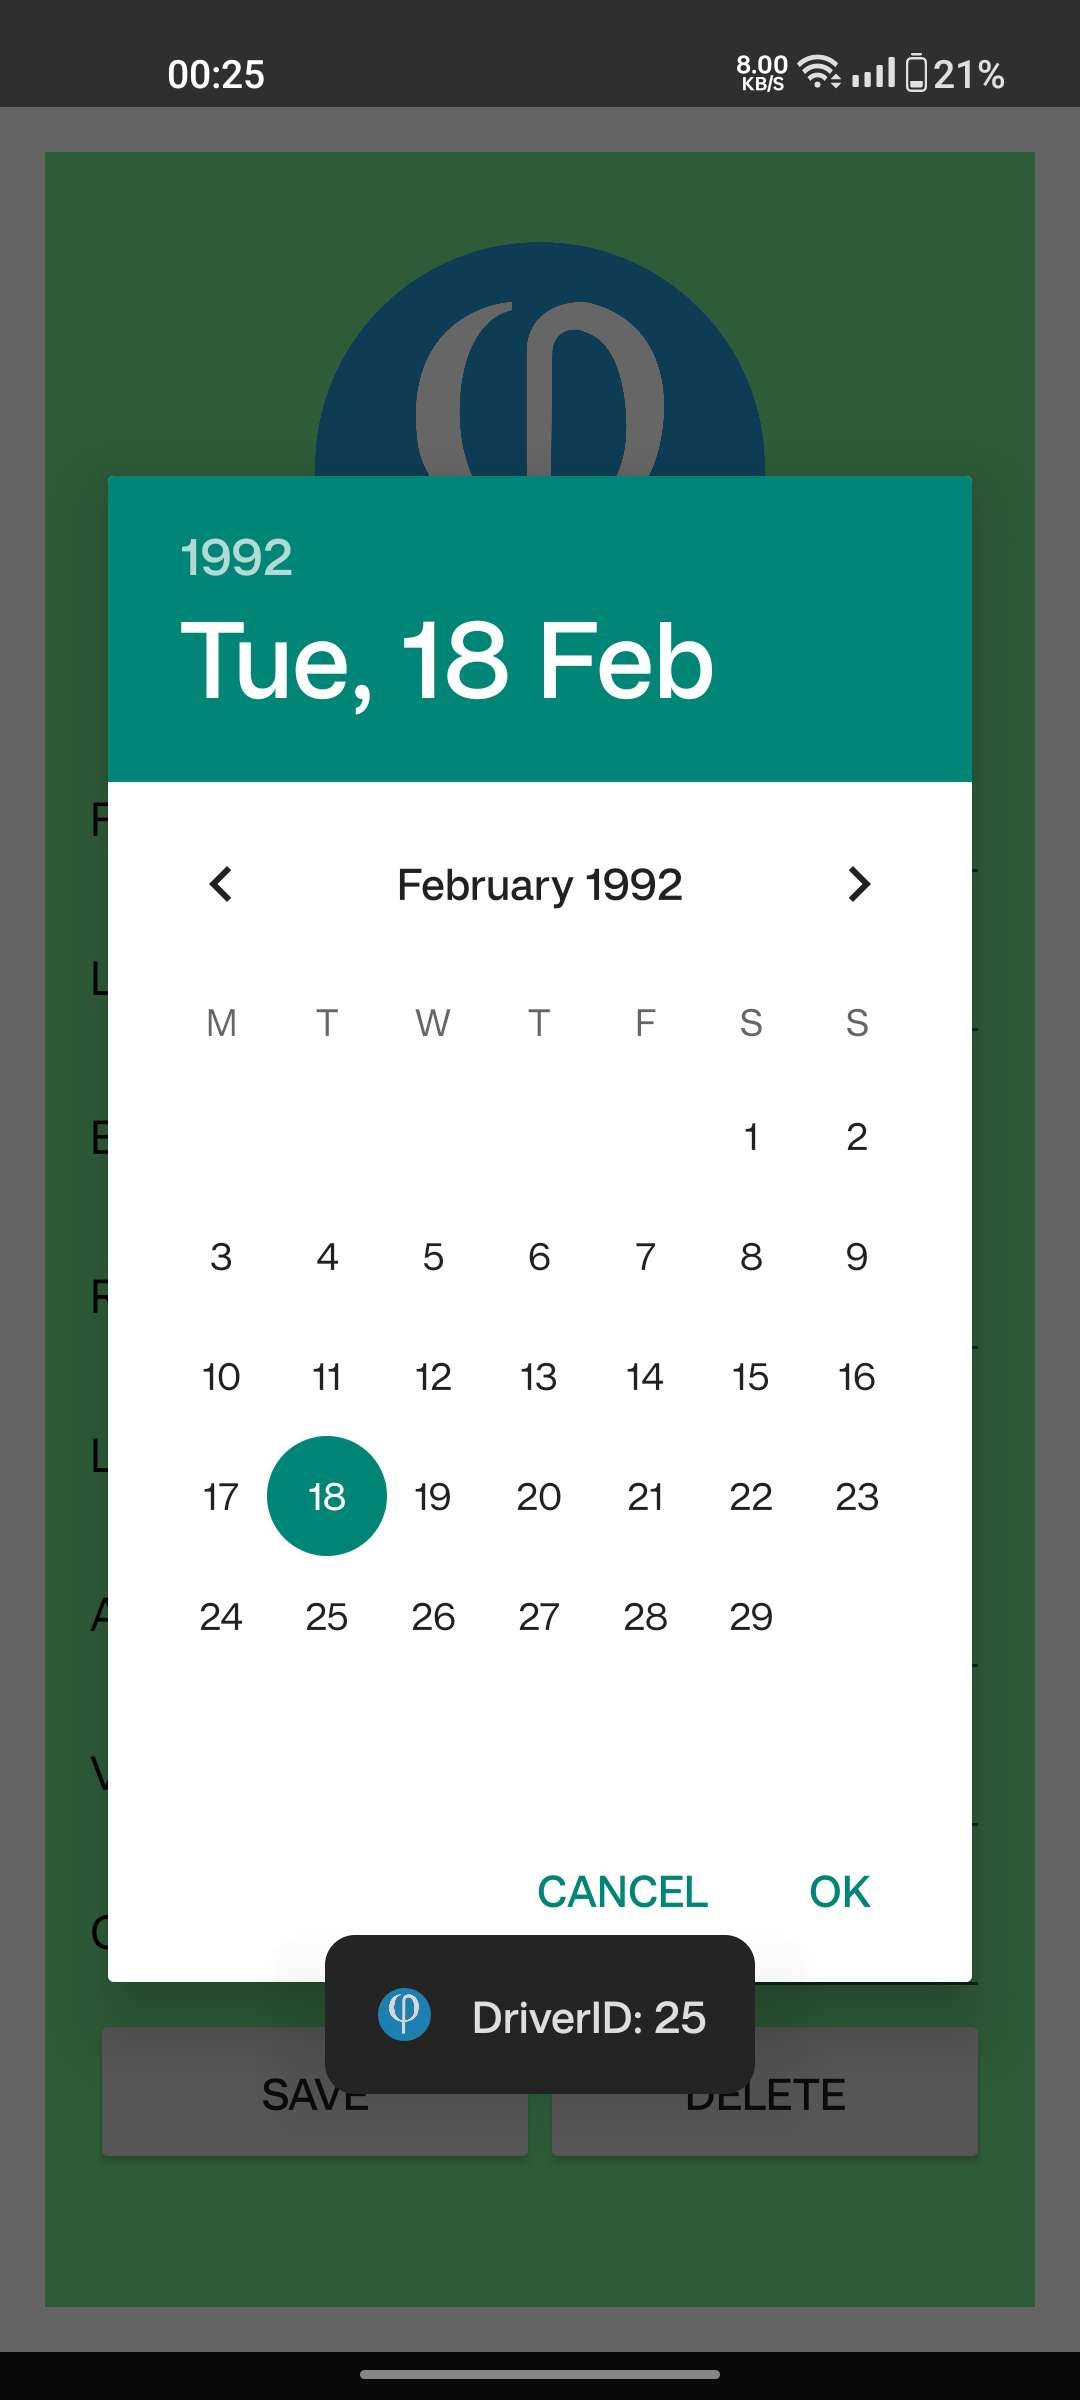 00:25 8.00 KB/S 21%
1992
Tue, 18 Feb
February 1992
M T W T F S S
1 2
3 4 5 6 7 8 9
10 11 12 13 14 15 16
17 18 19 20 21 22 23
24 25 26 27 28 29
CANCEL OK
DriverID: 25
SAVE DELETE